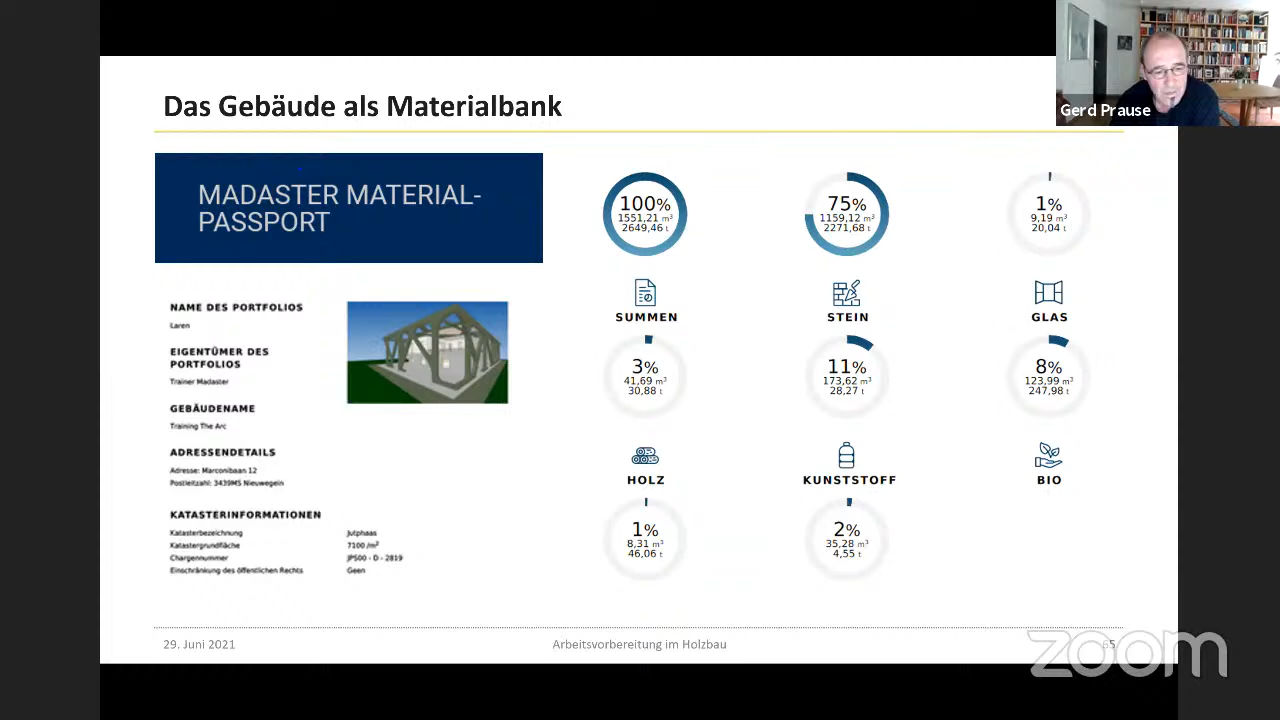 Das Gebäude als Materialbank
Gerd Prause
MADASTER MATERIAL-
PASSPORT
NAME DES PORTFOLIOS
Laren
EIGENTÜMER DES
PORTFOLIOS
Trainer Madaster
GEBÄUDENAME
Training The Arc
ADRESSENDETAILS
Adresse: Marconibaan 12
Postleitzahl: 3439MS Nieuwegein
KATASTERINFORMATIONEN
Katasterbezeichnung Jutphaas
Katastergrundfläche 7100 /m²
Chargennummer JPS00 - D - 2819
Einschränkung des öffentlichen Rechts Geen
100%
1551,21 m³
2649,46 t
75%
1159,12 m³
2271,68 t
1%
9,19 m³
20,04 t
SUMMEN
STEIN
GLAS
3%
41,69 m³
30,88 t
11%
173,62 m³
28,27 t
8%
123,99 m³
247,98 t
HOLZ
KUNSTSTOFF
BIO
1%
8,31 m³
46,06 t
2%
35,28 m³
4,55 t
29. Juni 2021
Arbeitsvorbereitung im Holzbau
65
zoom